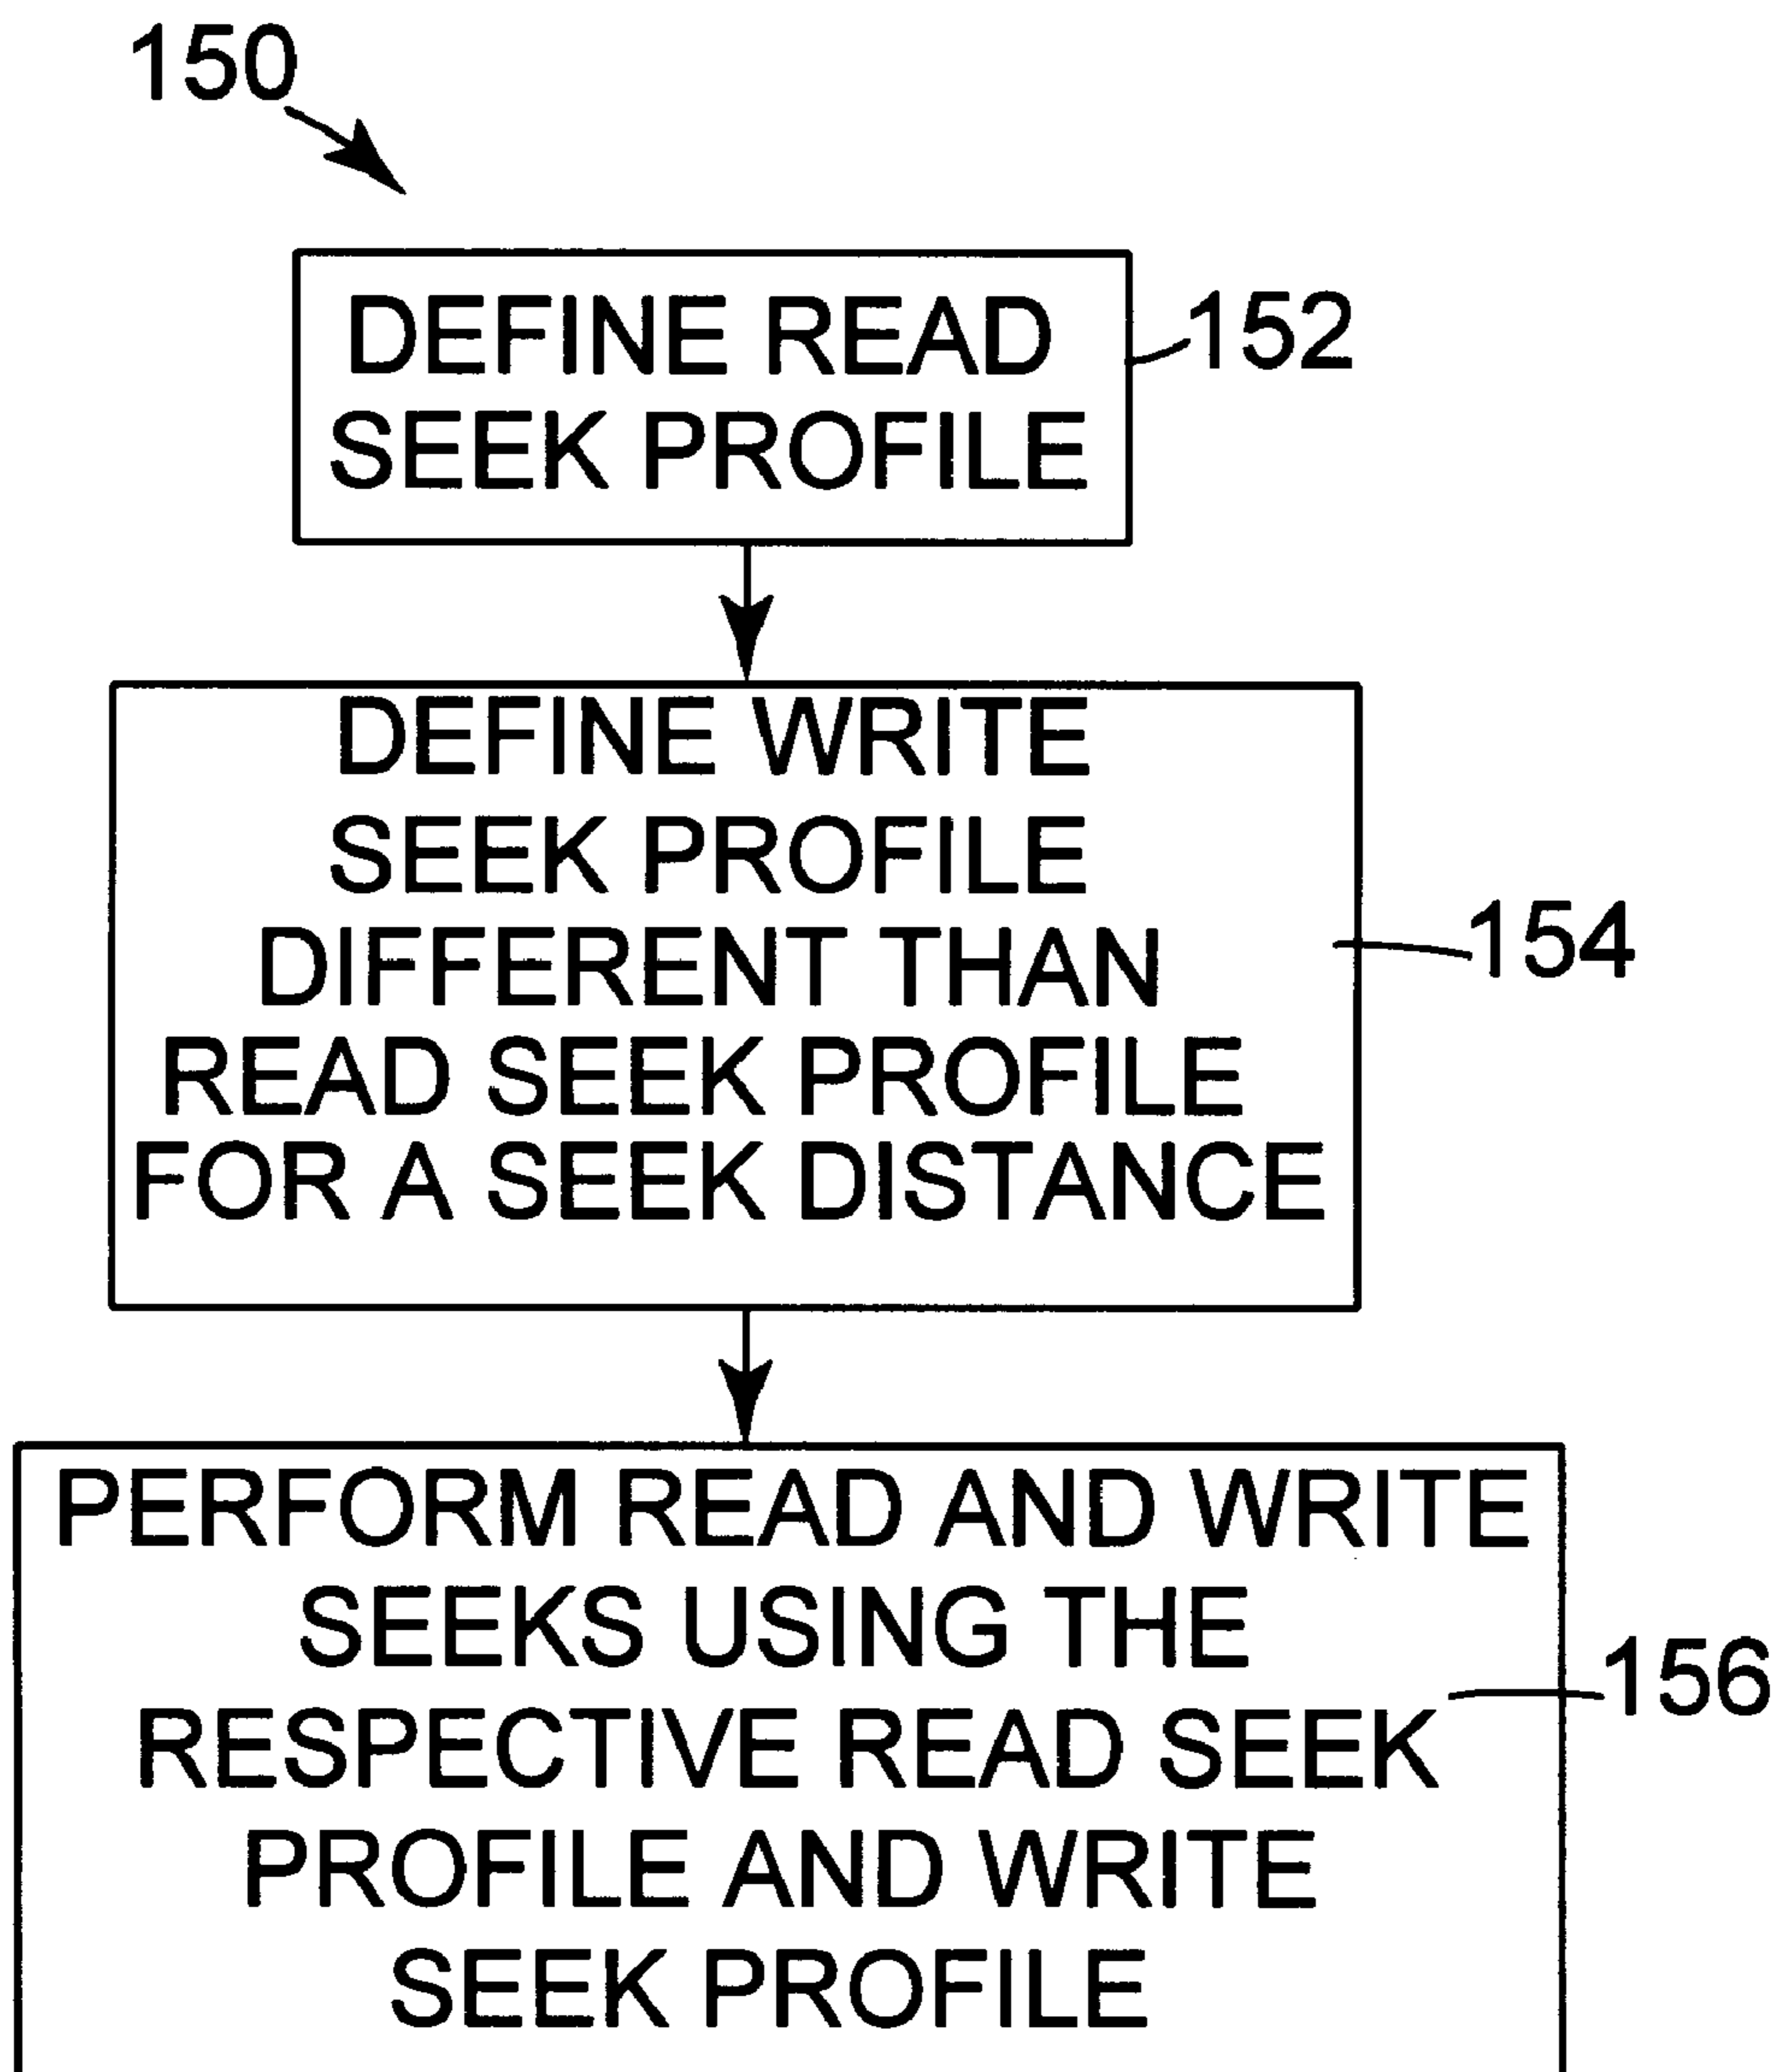 150
DEFINE READ
SEEK PROFILE
152
DEFINE WRITE
SEEK PROFILE
DIFFERENT THAN
READ SEEK PROFILE
FOR A SEEK DISTANCE
154
PERFORM READ AND WRITE
SEEKS USING THE
RESPECTIVE READ SEEK
PROFILE AND WRITE
SEEK PROFILE
156